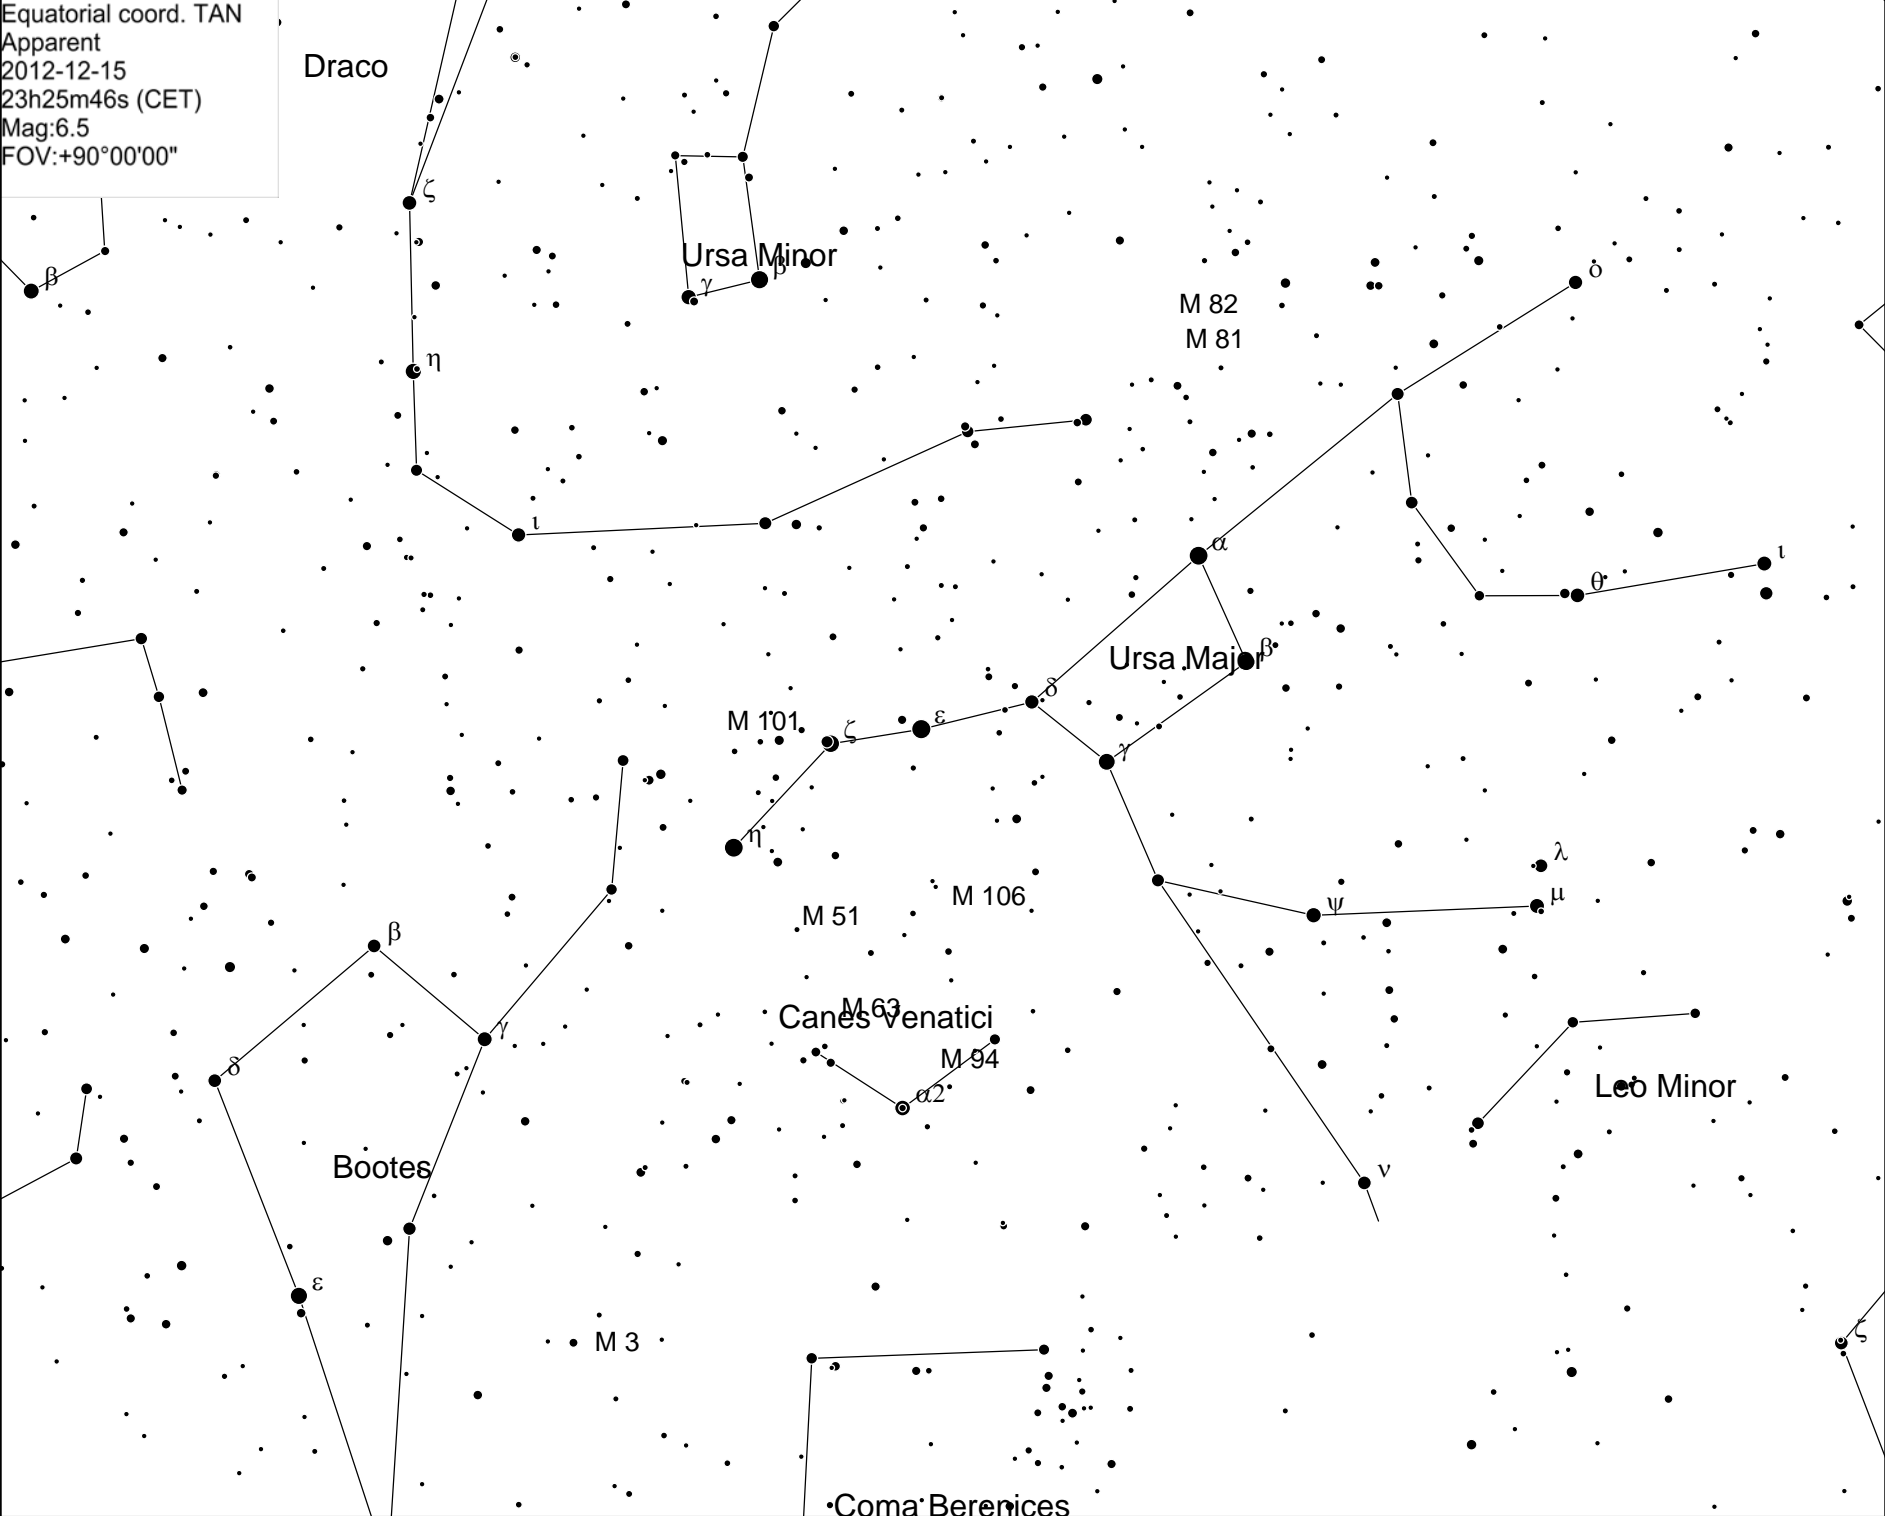 Equatorial coord. TAN
Apparent
2012-12-15
23h25m46s (CET)
Mag:6.5
FOV:+90°00'00"
Draco
ζ
β
Ursa Minor
β
γ
ο
M 82
M 81
η
ι
α
ι
θ
Ursa Major
β
δ
M 101
ζ
ε
γ
η
λ
M 106
μ
M 51
ψ
β
M 63
Canes Venatici
γ
M 94
δ
α2
Leo Minor
Bootes
ν
ε
ζ
M 3
Coma Berenices